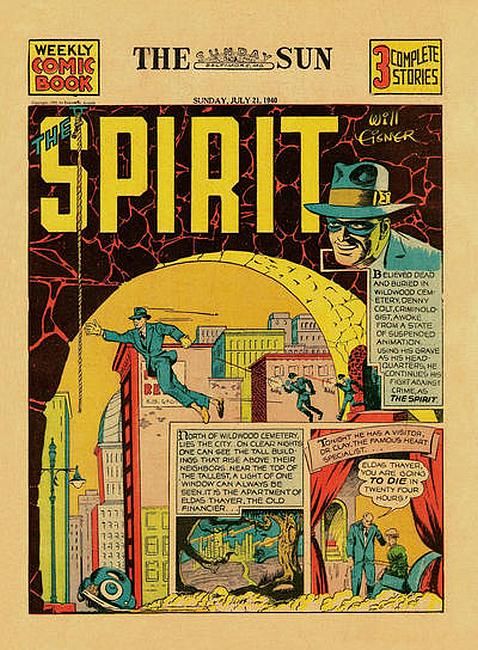 WEEKLY
COMIC
BOOK
THE SUNDAY SUN
BALTIMORE, MD.
3 COMPLETE
STORIES
SUNDAY, JULY 21, 1940
THE
SPIRIT
Will
Eisner
BELIEVED DEAD
AND BURIED IN
WILDWOOD CEM-
ETERY, DENNY
COLT, CRIMINOLO-
GIST, AWOKE
FROM A STATE
OF SUSPENDED
ANIMATION.
USING HIS GRAVE
AS HIS HEAD-
QUARTERS, HE
CONTINUES HIS
FIGHT AGAINST
CRIME, AS
THE SPIRIT.
NORTH OF WILDWOOD CEMETERY,
LIES THE CITY.. ON CLEAR NIGHTS
ONE CAN SEE THE TALL BUILD-
INGS THAT RISE ABOVE THEIR
NEIGHBORS. NEAR THE TOP OF
THE TALLEST, A LIGHT OF ONE
WINDOW CAN ALWAYS BE
SEEN. IT IS THE APARTMENT OF
ELDAS THAYER, THE OLD
FINANCIER...
TONIGHT, HE HAS A VISITOR,
DR CLAY, THE FAMOUS HEART
SPECIALIST...
ELDAS THAYER,
YOU ARE GOING
TO DIE IN
TWENTY FOUR
HOURS!